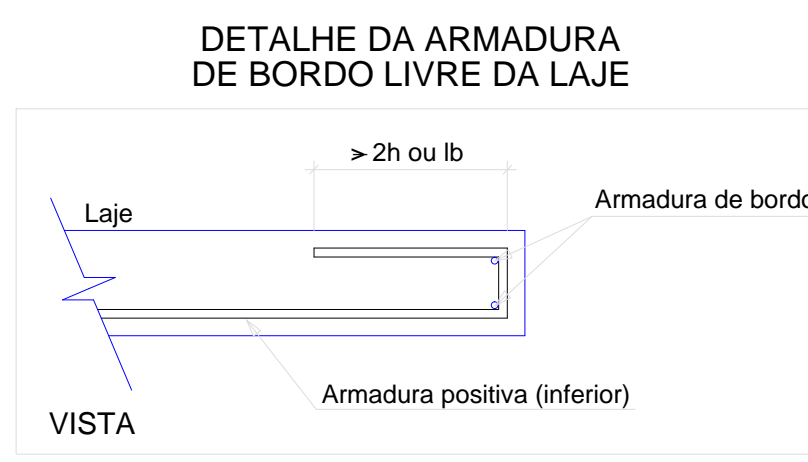 DETALHE DA ARMADURA
DE BORDO LIVRE DA LAJE
⩾ 2h ou lb
Armadura de bordo
Laje
Armadura positiva (inferior)
VISTA